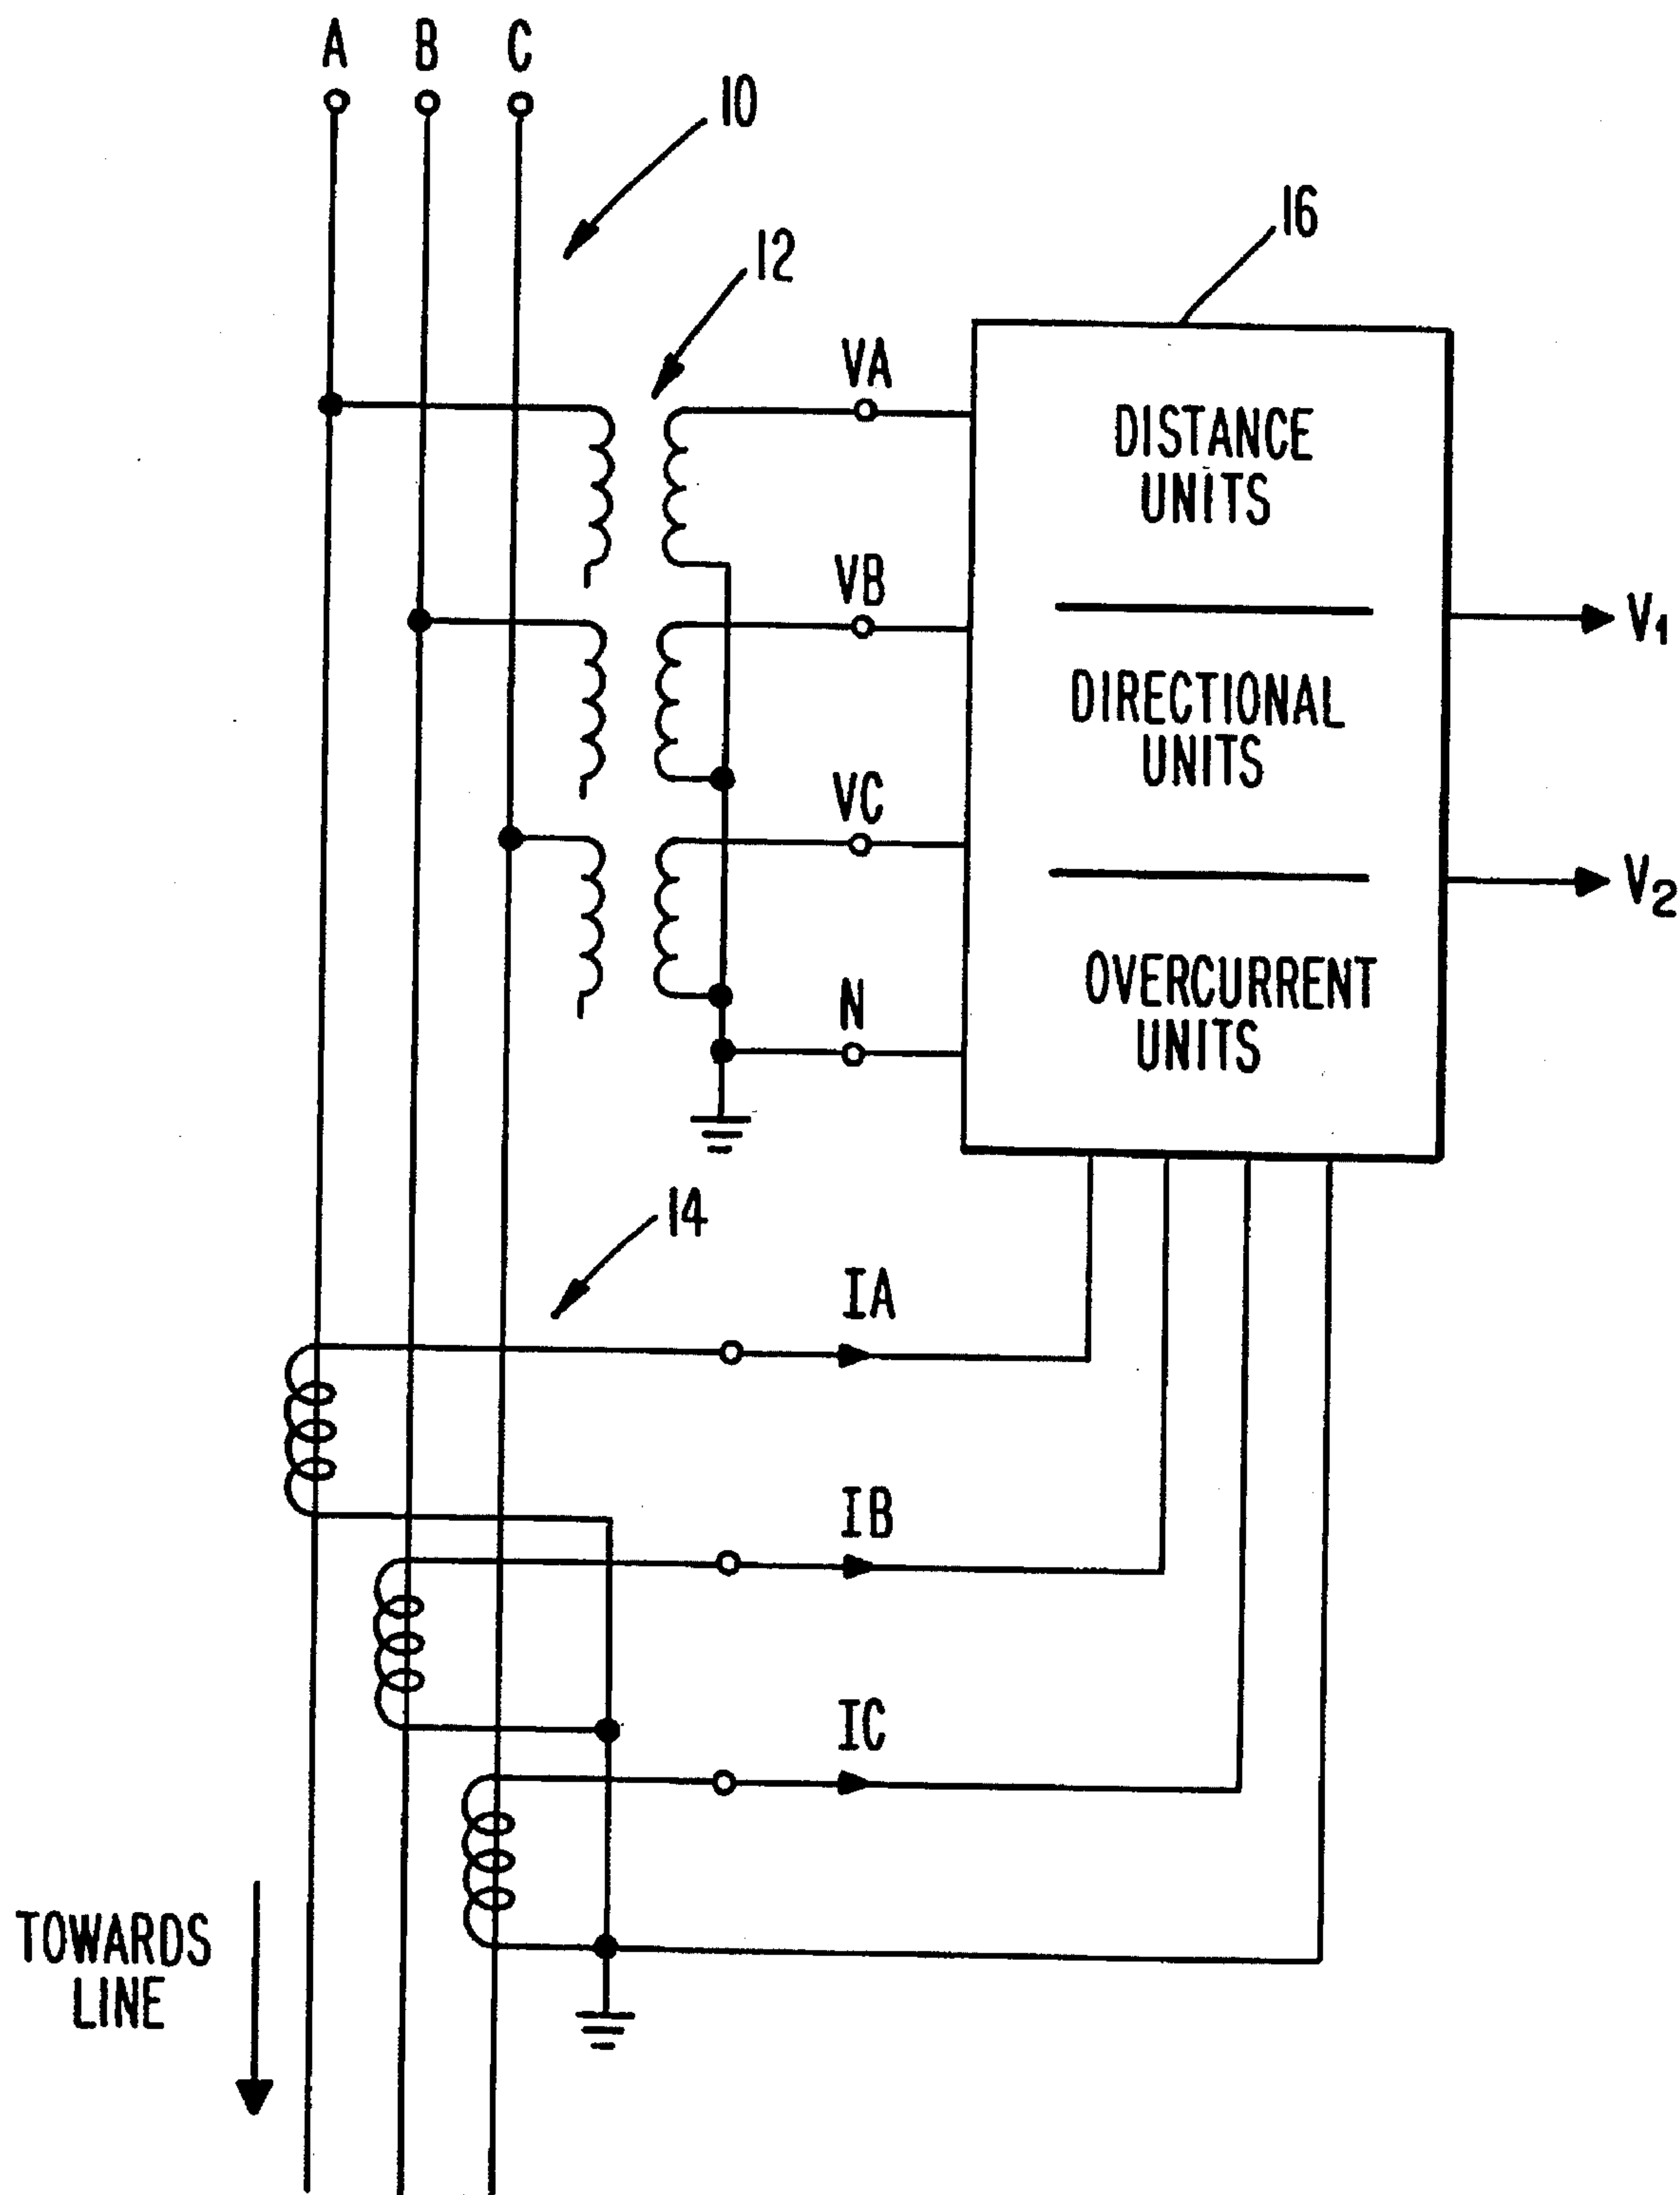 A B C
10
16
12
VA
DISTANCE
UNITS
VB
V1
DIRECTIONAL
UNITS
VC
V2
OVERCURRENT
UNITS
N
14
IA
IB
IC
TOWARDS
LINE